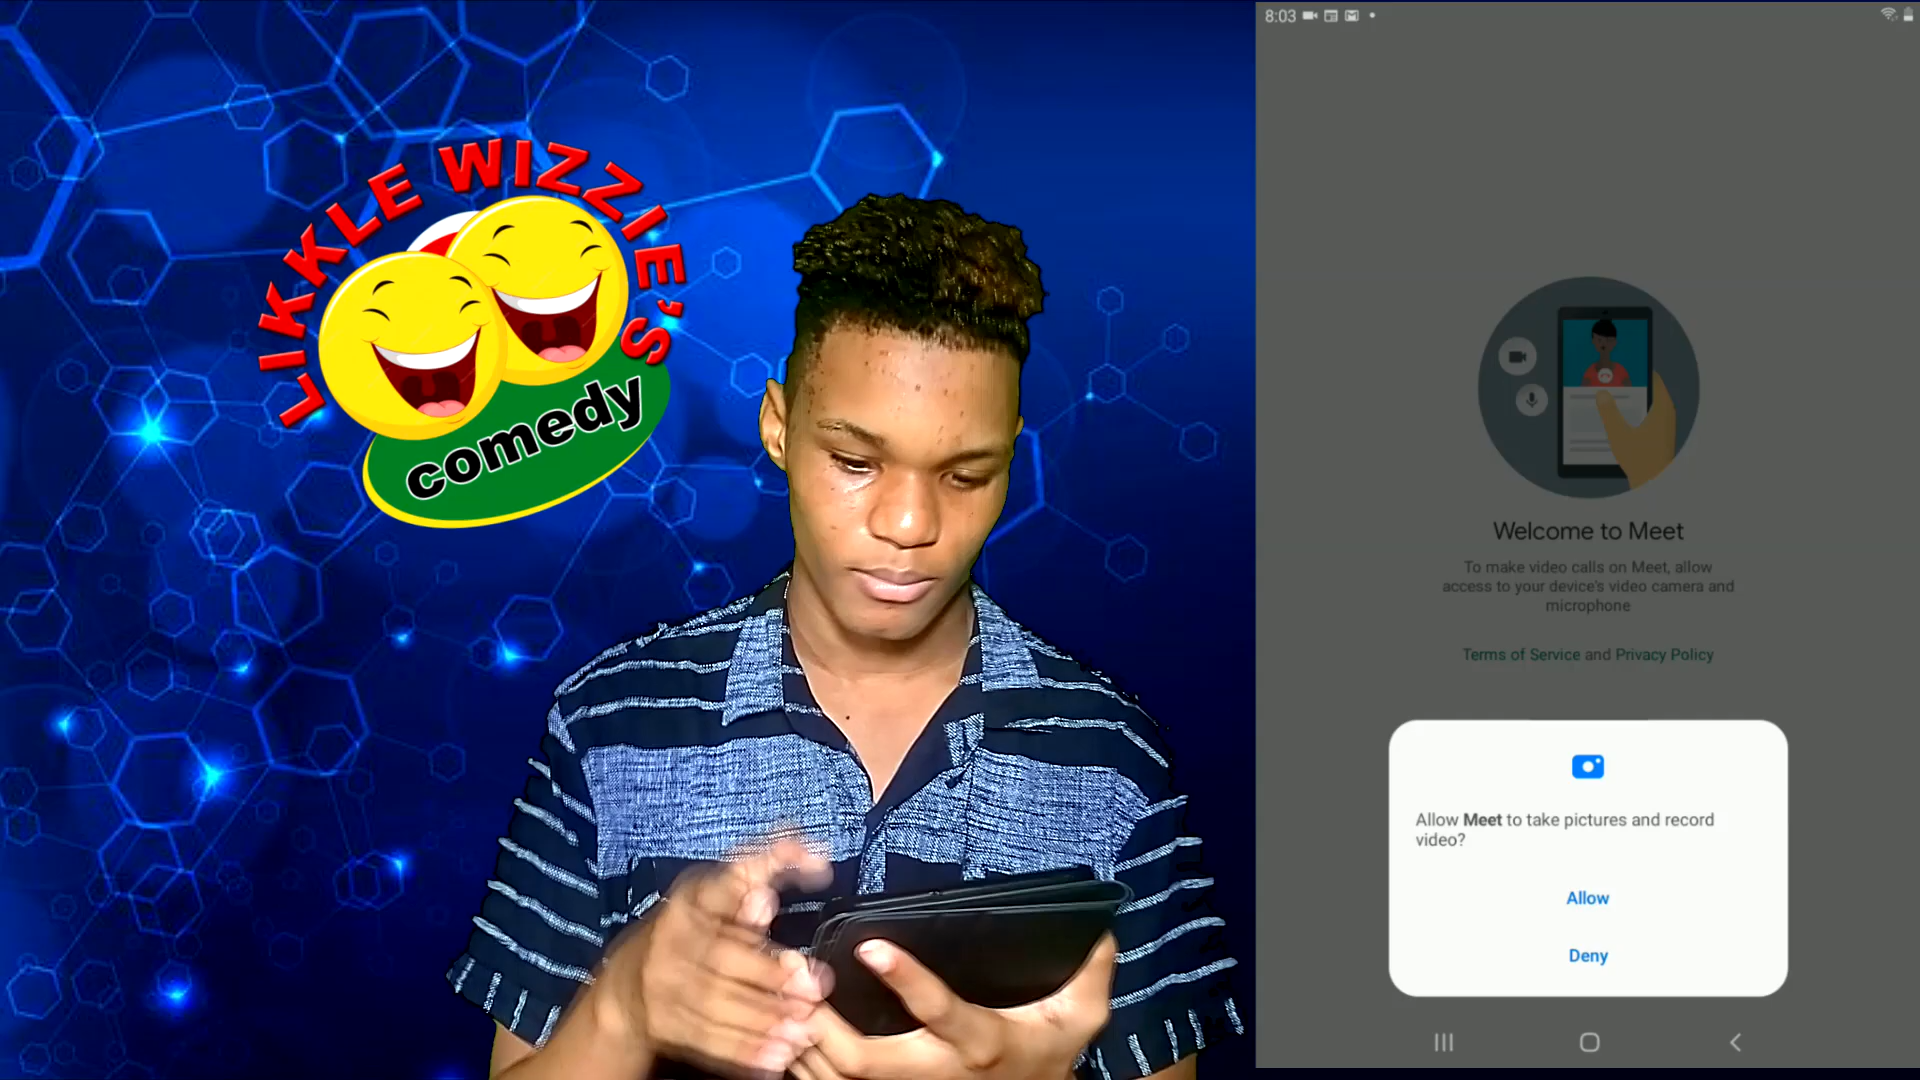 LIKKLE WIZZIE'S
comedy
8:03
Welcome to Meet
To make video calls on Meet, allow
access to your device's video camera and
microphone
Terms of Service and Privacy Policy
Allow Meet to take pictures and record
video?
Allow
Deny